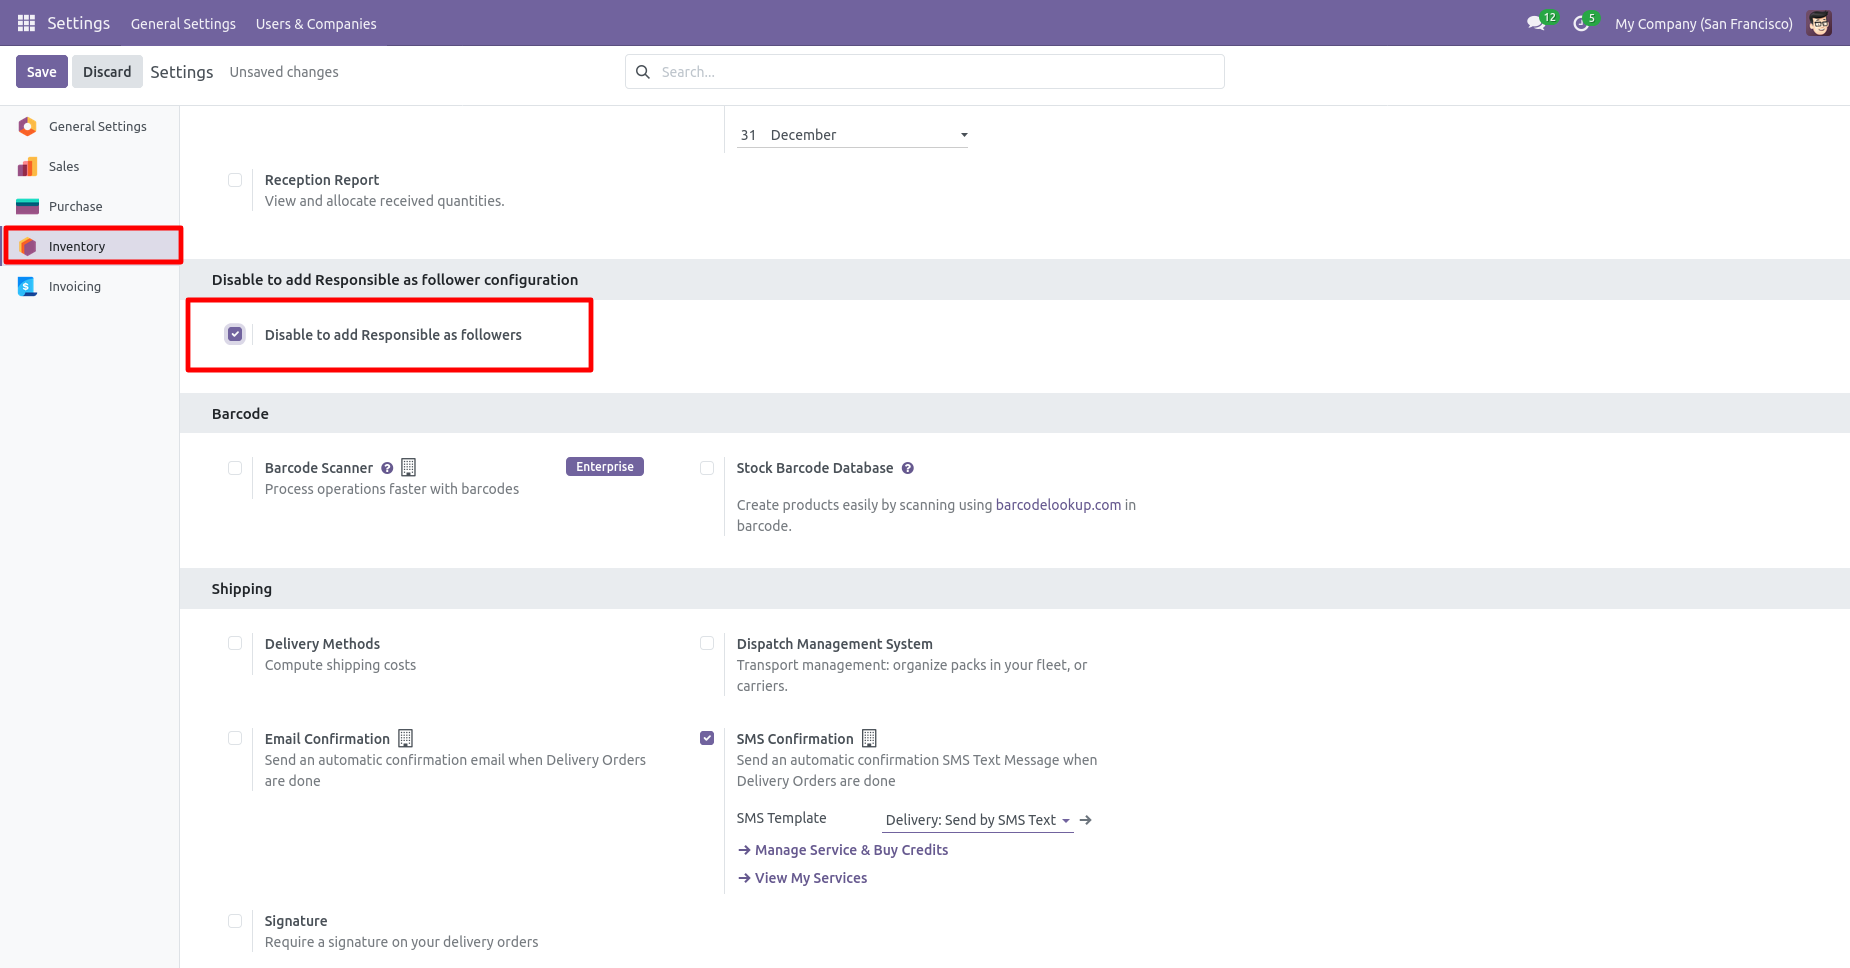 Settings General Settings Users & Companies 12 5 My Company (San Francisco)
Save Discard Settings Unsaved changes Search...
General Settings
Sales
Purchase
Inventory
Invoicing
31 December
Reception Report
View and allocate received quantities.
Disable to add Responsible as follower configuration
Disable to add Responsible as followers
Barcode
Barcode Scanner ?
Process operations faster with barcodes
Enterprise
Stock Barcode Database ?
Create products easily by scanning using barcodelookup.com in
barcode.
Shipping
Delivery Methods
Compute shipping costs
Dispatch Management System
Transport management: organize packs in your fleet, or
carriers.
Email Confirmation
Send an automatic confirmation email when Delivery Orders
are done
SMS Confirmation
Send an automatic confirmation SMS Text Message when
Delivery Orders are done
SMS Template Delivery: Send by SMS Text
Manage Service & Buy Credits
View My Services
Signature
Require a signature on your delivery orders